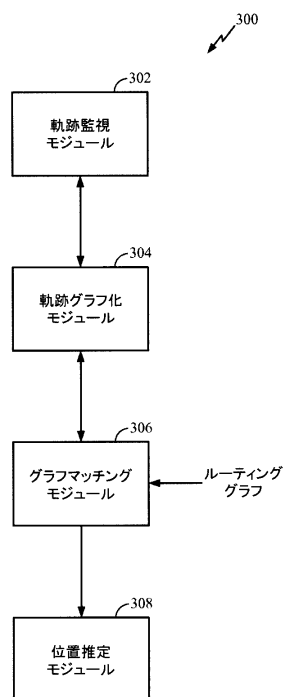 300
302
軌跡監視
モジュール
304
軌跡グラフ化
モジュール
306
グラフマッチング
モジュール
ルーティング
グラフ
308
位置推定
モジュール